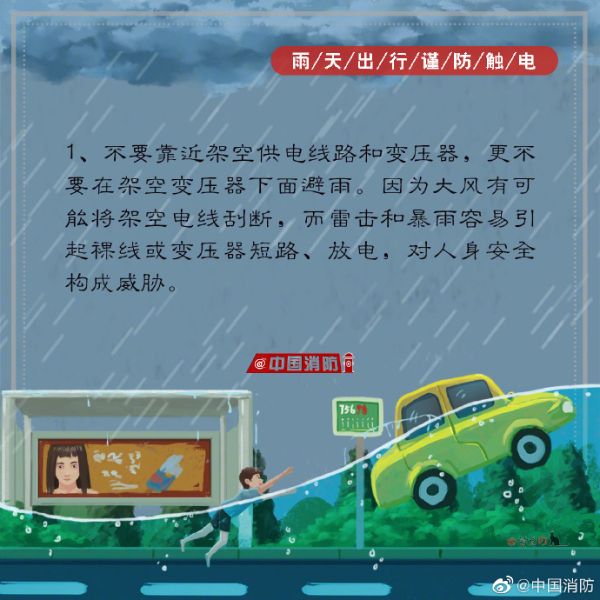 雨/天/出/行/谨/防/触/电
1、不要靠近架空供电线路和变压器，更不
要在架空变压器下面避雨。因为大风有可
能将架空电线刮断，而雷击和暴雨容易引
起裸线或变压器短路、放电，对人身安全
构成威胁。
@中国消防
@中国消防